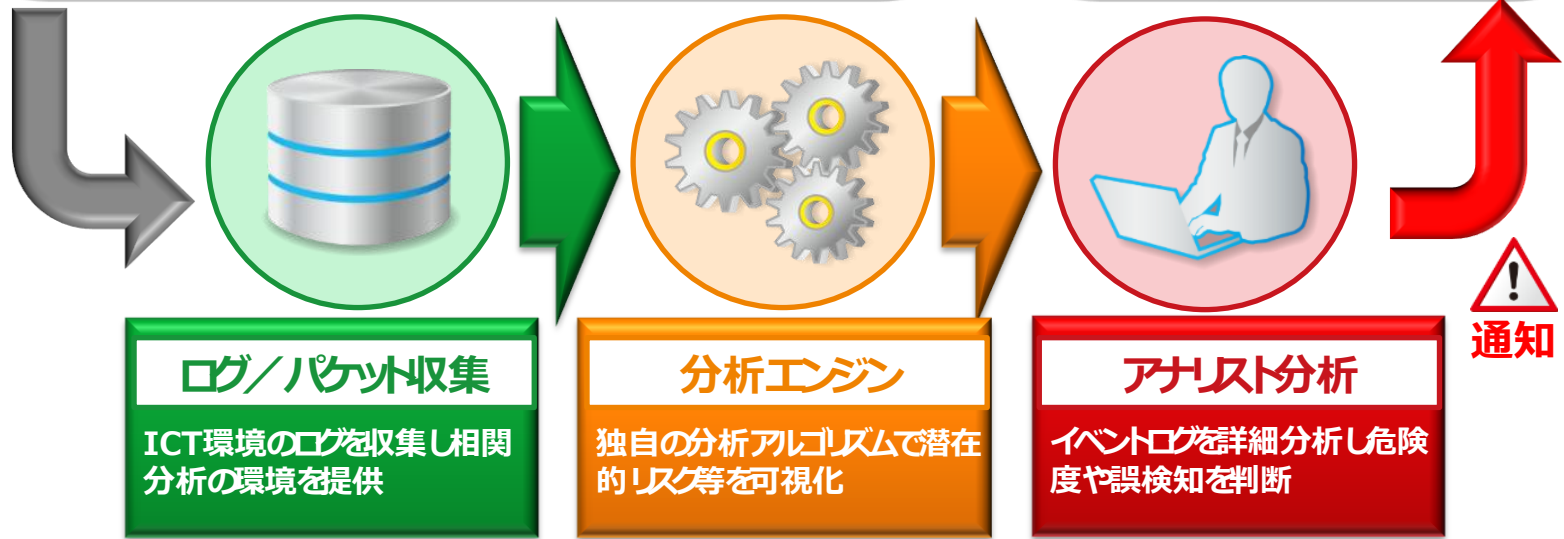 通知
ログ／パケット収集
ICT環境のログを収集し相関
分析の環境を提供
分析エンジン
独自の分析アルゴリズムで潜在
的リスク等を可視化
アナリスト分析
イベントログを詳細分析し危険
度や誤検知を判断